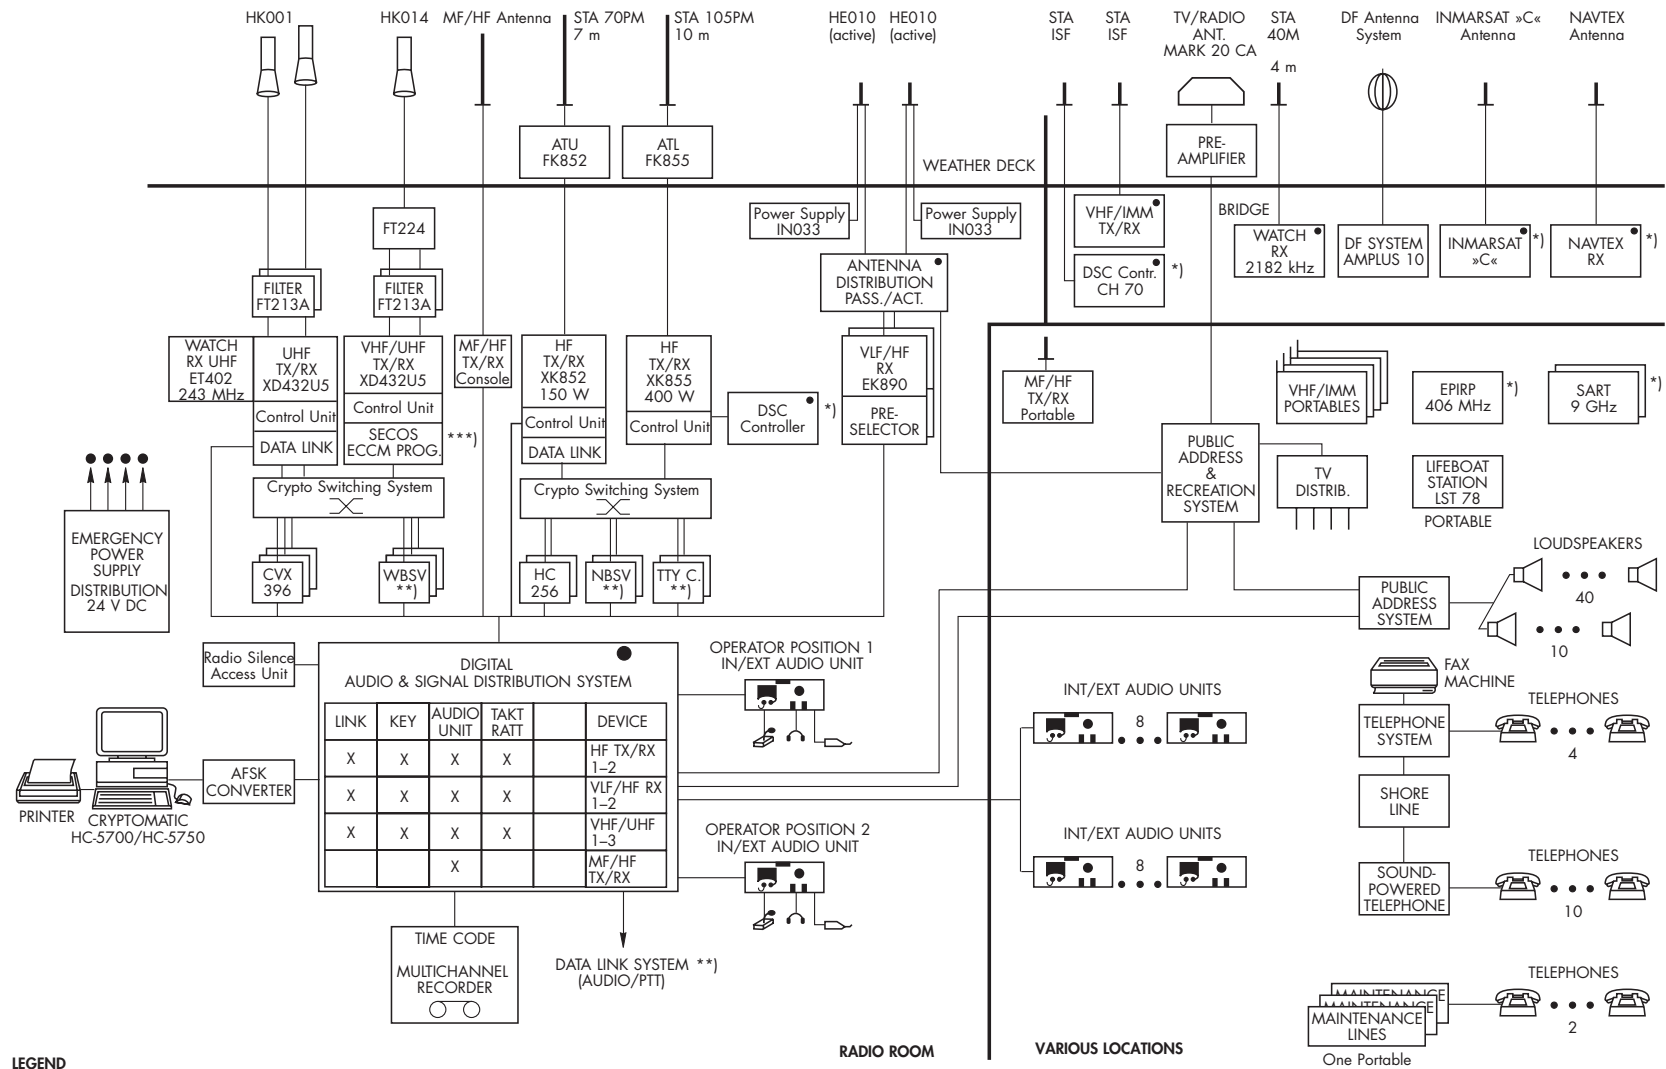 HK001
HK014
MF/HF Antenna
STA 70PM
7 m
STA 105PM
10 m
HE010
(active)
HE010
(active)
STA
ISF
STA
ISF
TV/RADIO
ANT.
MARK 20 CA
STA
40M
4 m
DF Antenna
System
INMARSAT »C«
Antenna
NAVTEX
Antenna
ATU
FK852
ATL
FK855
PRE-
AMPLIFIER
WEATHER DECK
FT224
Power Supply
IN033
Power Supply
IN033
VHF/IMM
TX/RX
BRIDGE
WATCH
RX
2182 kHz
DF SYSTEM
AMPLUS 10
INMARSAT
»C«
*)
NAVTEX
RX
*)
FILTER
FT213A
FILTER
FT213A
ANTENNA
DISTRIBUTION
PASS./ACT.
DSC Contr.
CH 70
*)
WATCH
RX UHF
ET402
243 MHz
UHF
TX/RX
XD432U5
Control Unit
DATA LINK
VHF/UHF
TX/RX
XD432U5
Control Unit
SECOS
ECCM PROG.
***)
MF/HF
TX/RX
Console
HF
TX/RX
XK852
150 W
Control Unit
DATA LINK
HF
TX/RX
XK855
400 W
Control Unit
DSC
Controller
*)
VLF/HF
RX
EK890
PRE-
SELECTOR
MF/HF
TX/RX
Portable
VHF/IMM
PORTABLES
EPIRP
406 MHz
*)
SART
9 GHz
*)
PUBLIC
ADDRESS
&
RECREATION
SYSTEM
TV
DISTRIB.
LIFEBOAT
STATION
LST 78
PORTABLE
Crypto Switching System
Crypto Switching System
EMERGENCY
POWER
SUPPLY
DISTRIBUTION
24 V DC
CVX
396
WBSV
**)
HC
256
NBSV
**)
TTY C.
**)
LOUDSPEAKERS
40
PUBLIC
ADDRESS
SYSTEM
10
Radio Silence
Access Unit
DIGITAL
AUDIO & SIGNAL DISTRIBUTION SYSTEM
LINK KEY AUDIO UNIT TAKT RATT DEVICE
X X X X HF TX/RX 1–2
X X X X VLF/HF RX 1–2
X X X X VHF/UHF 1–3
X MF/HF TX/RX
OPERATOR POSITION 1
IN/EXT AUDIO UNIT
OPERATOR POSITION 2
IN/EXT AUDIO UNIT
INT/EXT AUDIO UNITS
8
INT/EXT AUDIO UNITS
8
FAX
MACHINE
TELEPHONE
SYSTEM
TELEPHONES
4
SHORE
LINE
SOUND-
POWERED
TELEPHONE
TELEPHONES
10
PRINTER
CRYPTOMATIC
HC-5700/HC-5750
AFSK
CONVERTER
TIME CODE
MULTICHANNEL
RECORDER
DATA LINK SYSTEM **)
(AUDIO/PTT)
TELEPHONES
2
MAINTENANCE
MAINTENANCE
MAINTENANCE
LINES
One Portable
LEGEND
RADIO ROOM
VARIOUS LOCATIONS